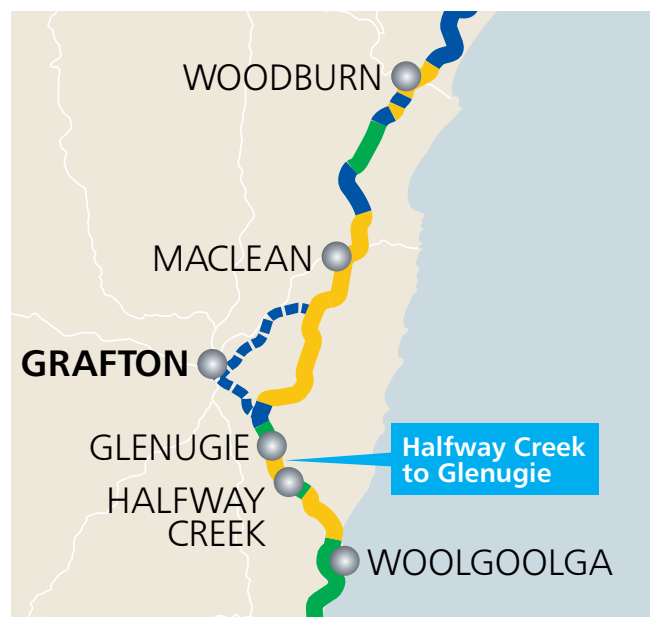 WOODBURN
MACLEAN
GRAFTON
GLENUGIE
Halfway Creek
to Glenugie
HALFWAY
CREEK
WOOLGOOLGA